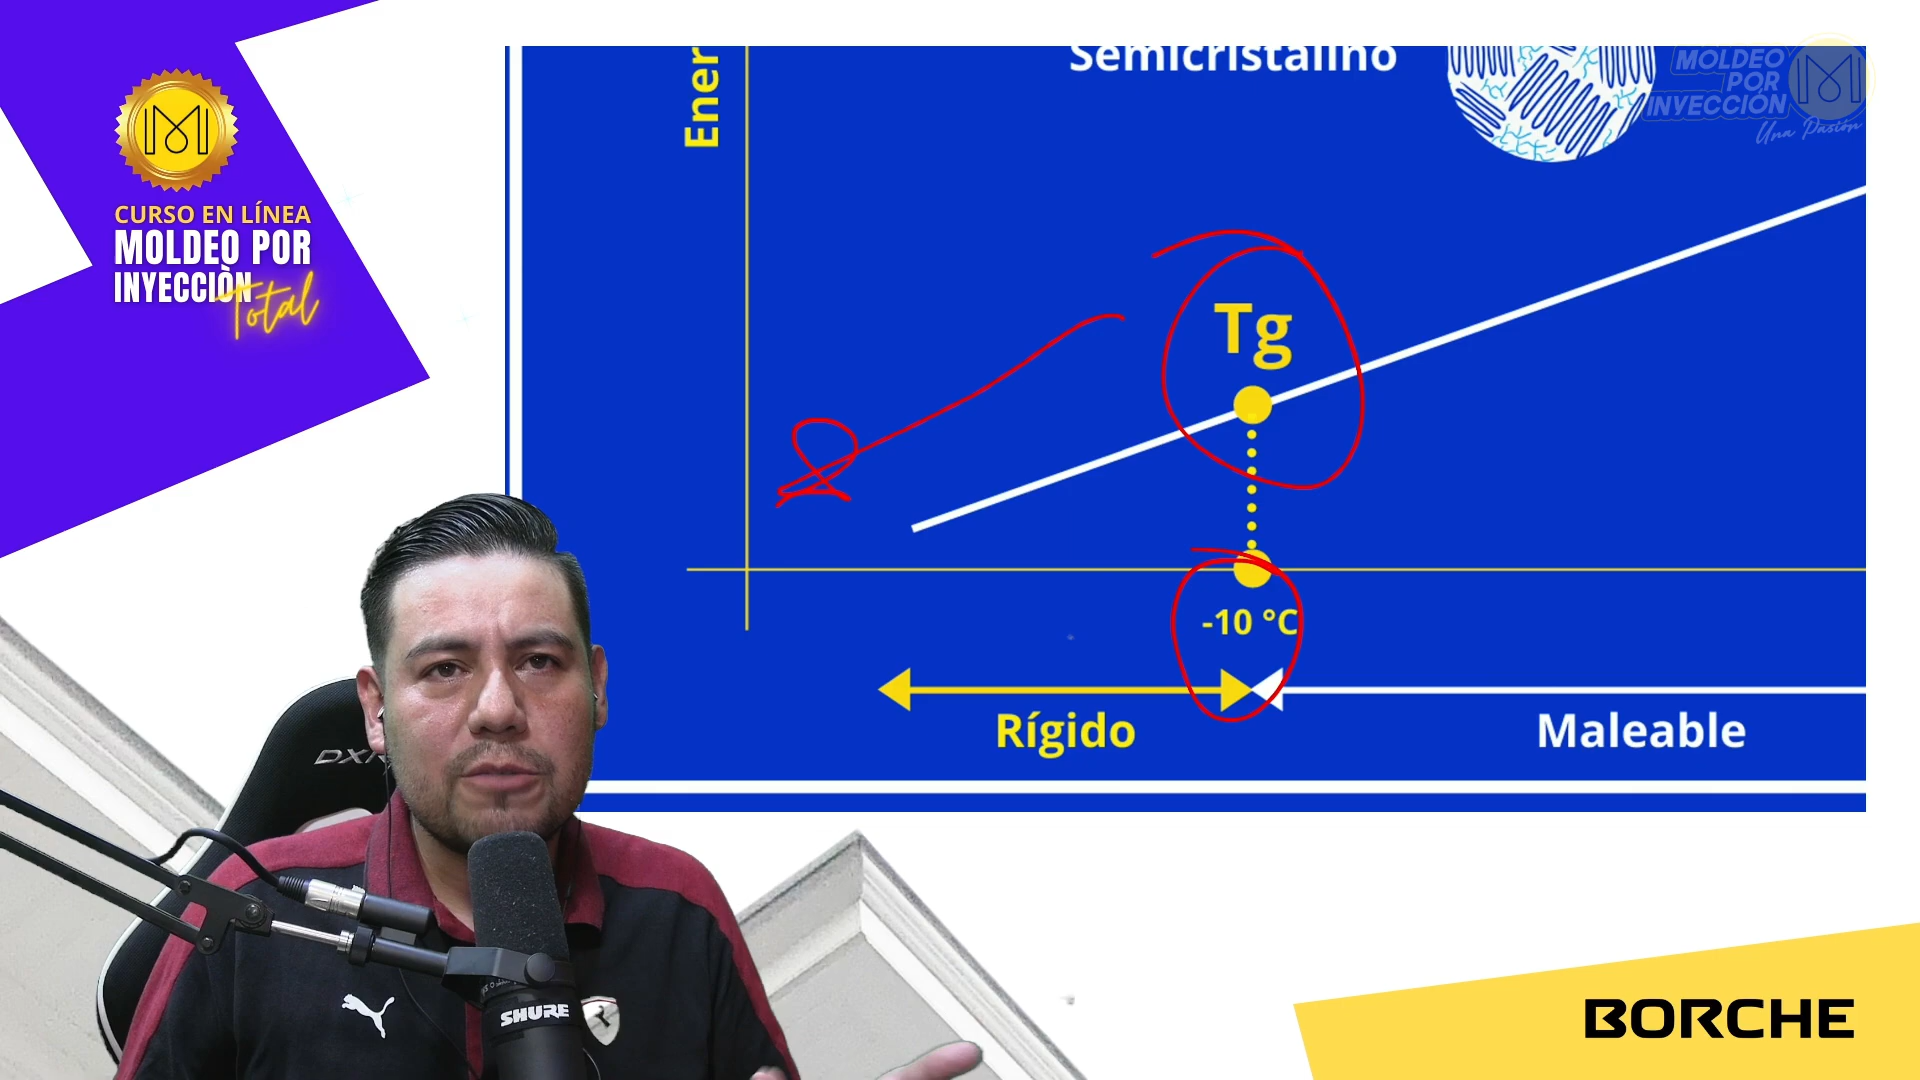 CURSO EN LÍNEA
MOLDEO POR
INYECCIÒN
Total
Ener
Semicristalino
MOLDEO
POR
INYECCIÓN
Una Pasión
Tg
-10 °C
Rígido
Maleable
SHURE
BORCHE